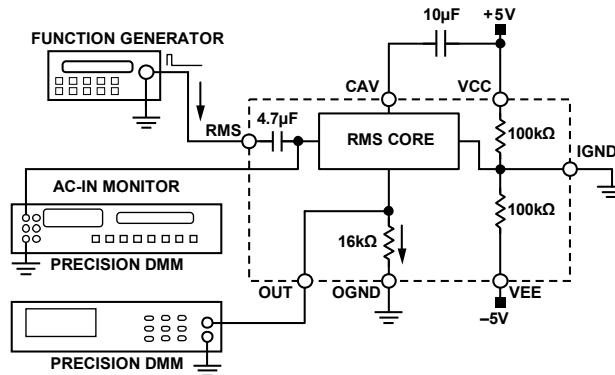 10µF
+5V
FUNCTION GENERATOR
CAV
VCC
4.7µF
RMS
RMS CORE
100kΩ
IGND
AC-IN MONITOR
100kΩ
PRECISION DMM
16kΩ
OUT
OGND
VEE
–5V
PRECISION DMM